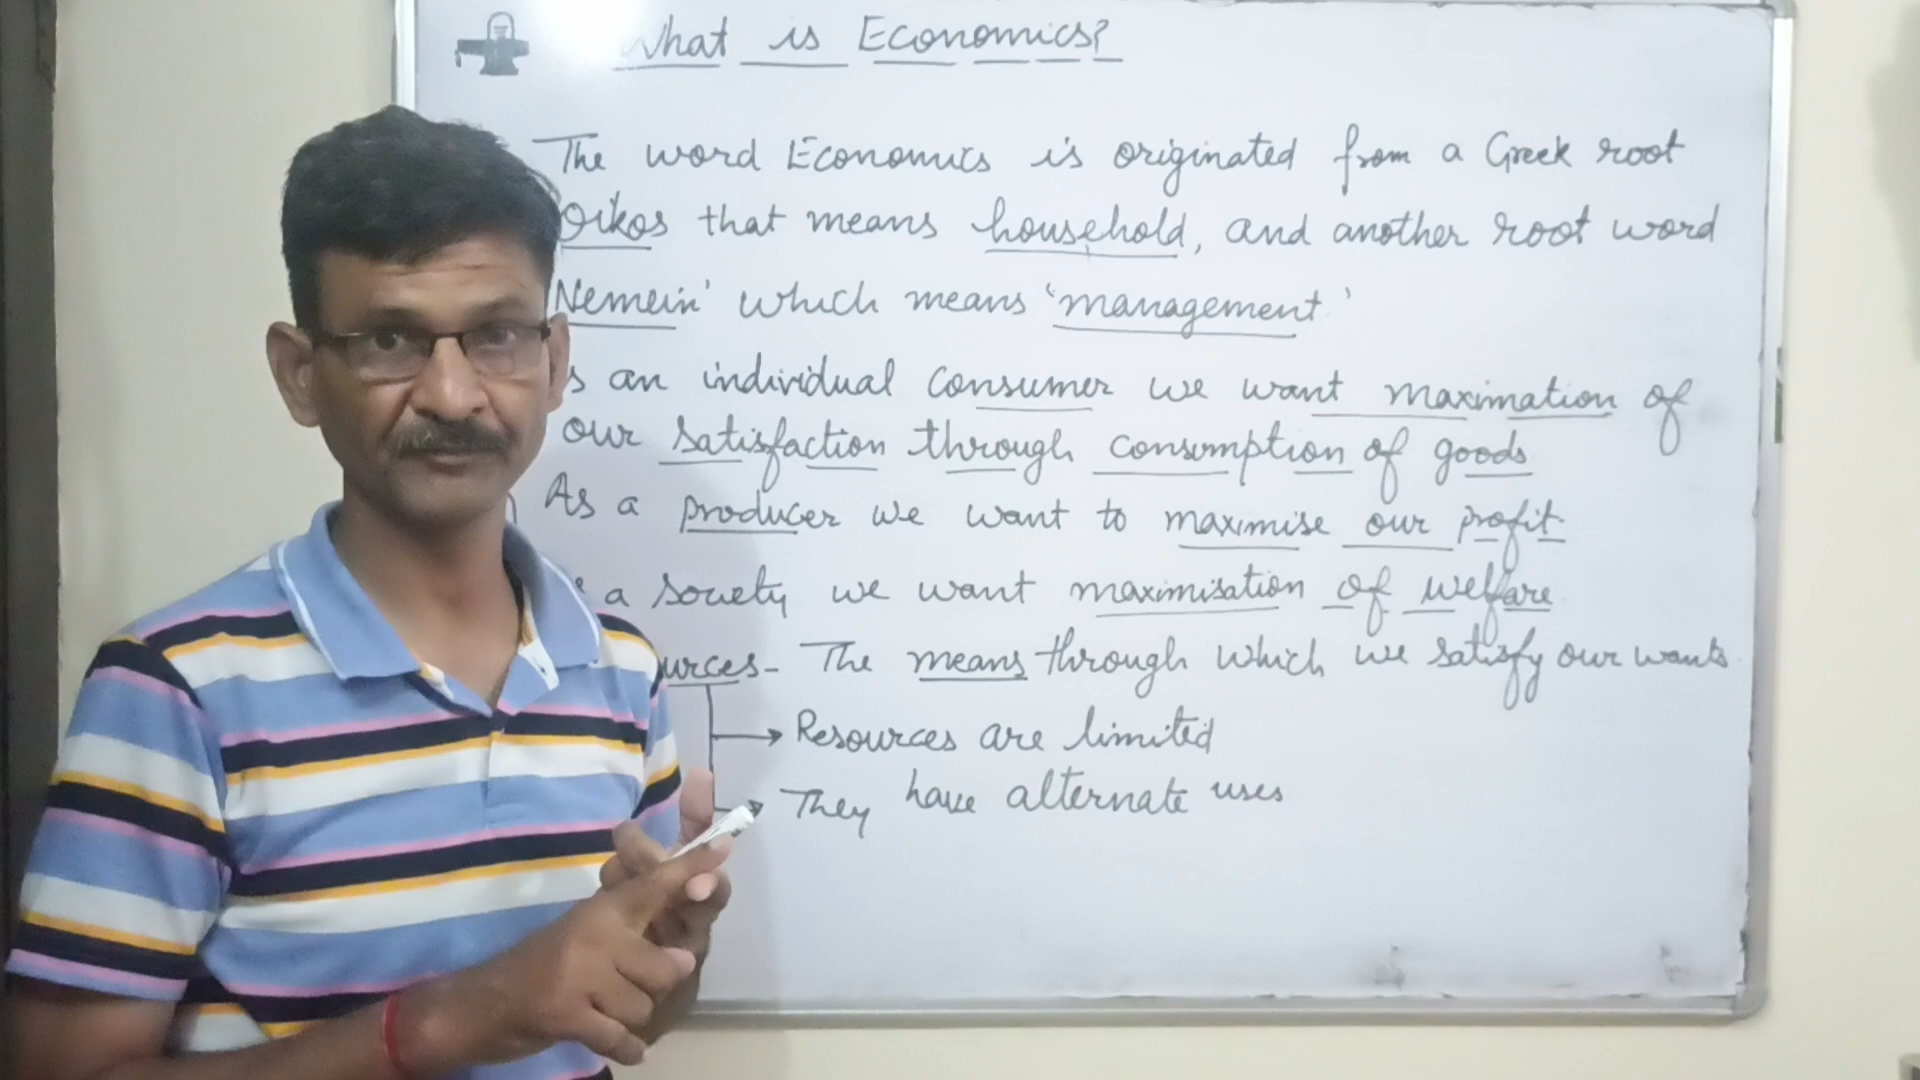 What is Economics?
The word Economics is originated from a Greek root
Oikos that means household, and another root word
Nemein' which means 'management'
an individual consumer we want maximation of
our satisfaction through consumption of goods
As a producer we want to maximise our profit
a society we want maximisation of welfare
urces- The means through which we satisfy our wants
Resources are limited
They have alternate uses